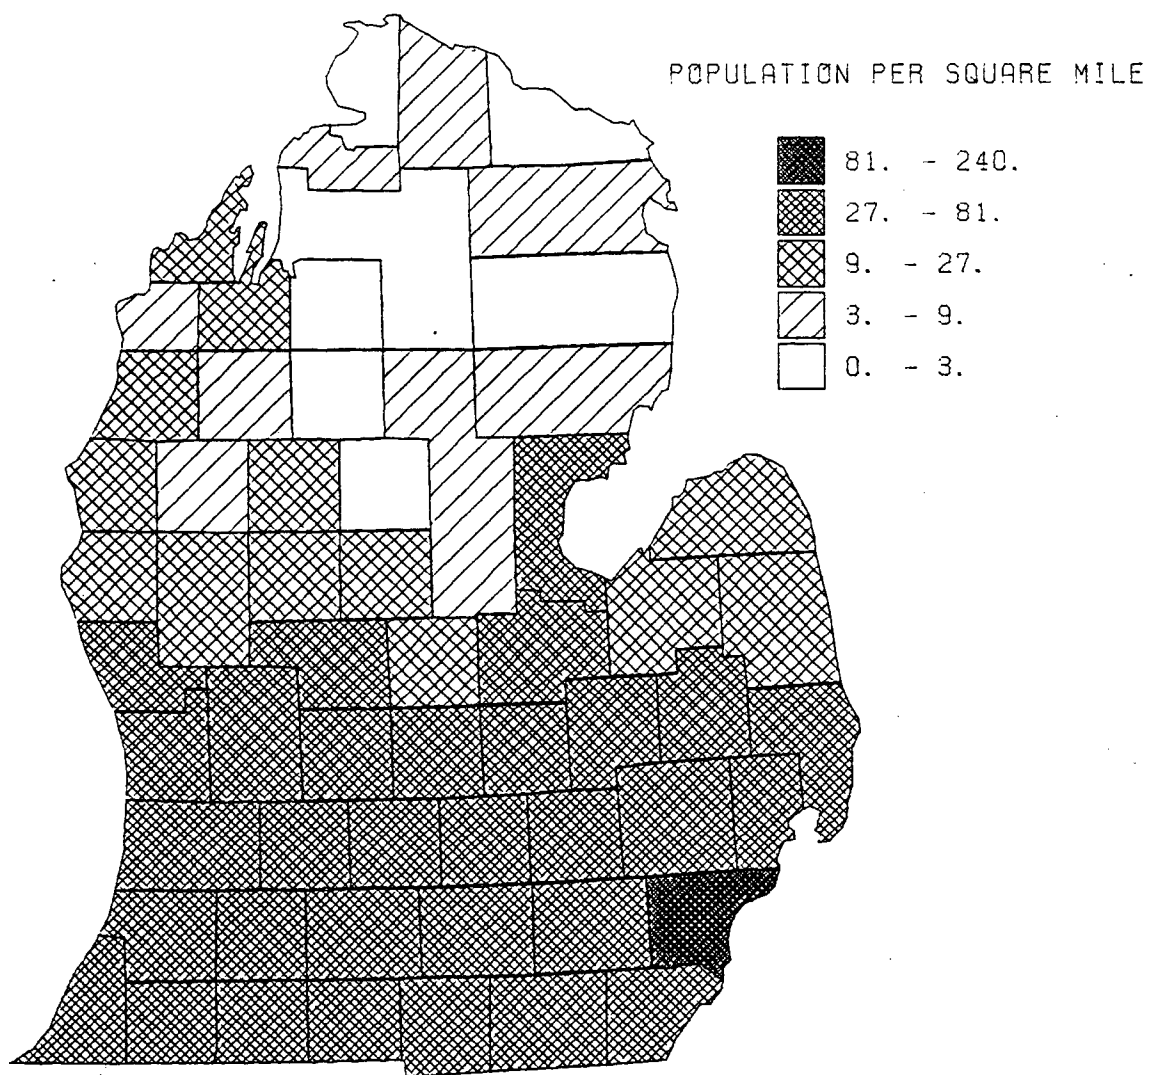 POPULATION PER SQUARE MILE
81. - 240.
27. - 81.
9. - 27.
3. - 9.
0. - 3.